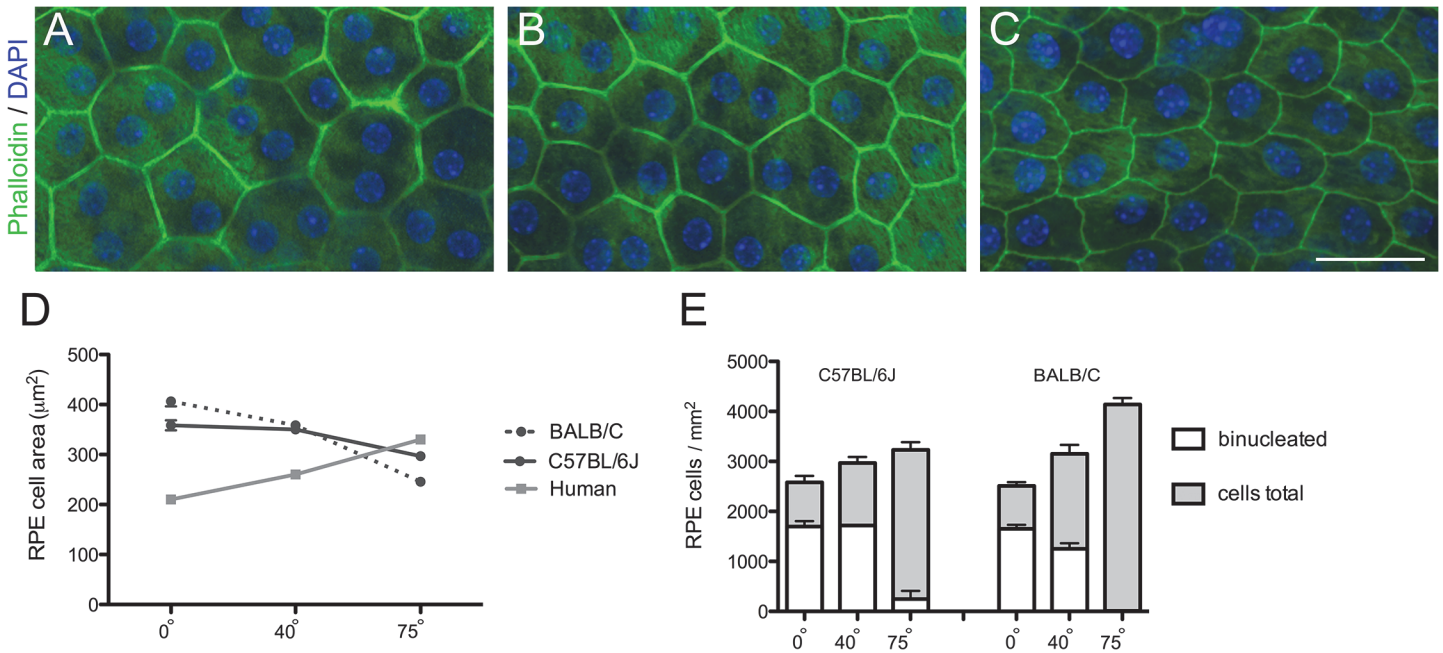 Phalloidin / DAPI
A
B
C
D
RPE cell area (μm²)
500
400
300
200
100
0
0°
40°
75°
BALB/C
C57BL/6J
Human
E
RPE cells / mm²
5000
4000
3000
2000
1000
0
C57BL/6J
BALB/C
0°
40°
75°
0°
40°
75°
binucleated
cells total